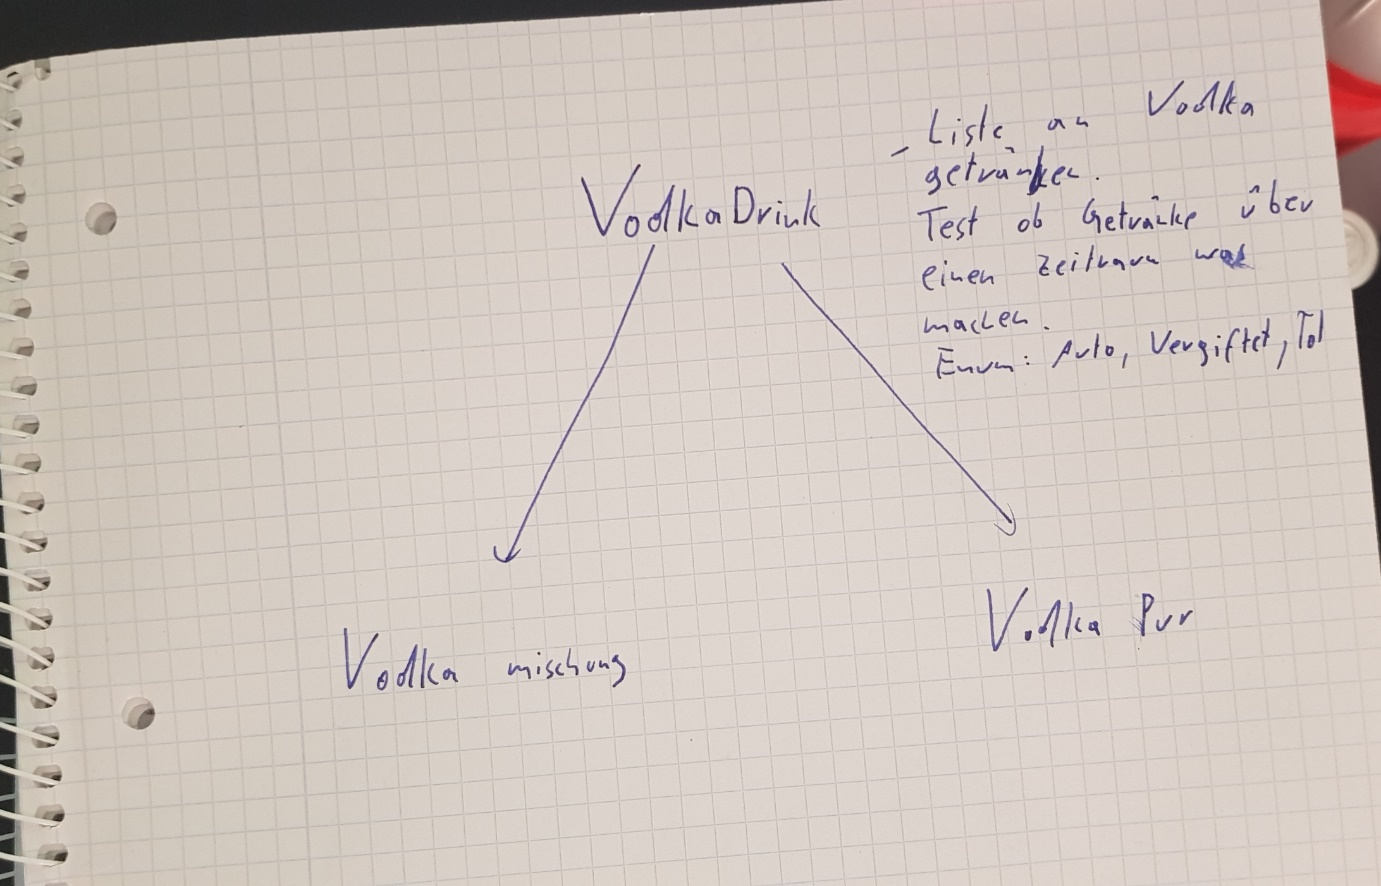 VodkaDrink
- Liste an Vodka
getränken.
Test ob Getränke über
einen Zeitraum was
machen.
Enum: Auto, Vergiftet, Tot
Vodka mischung
Vodka Pur